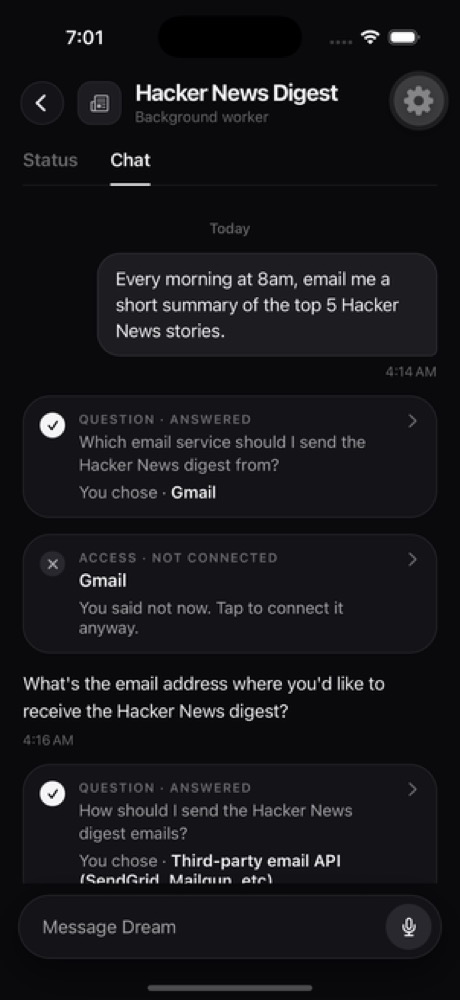 7:01
Hacker News Digest
Background worker
Status
Chat
Today
Every morning at 8am, email me a
short summary of the top 5 Hacker
News stories.
4:14 AM
QUESTION · ANSWERED
Which email service should I send the
Hacker News digest from?
You chose · Gmail
ACCESS · NOT CONNECTED
Gmail
You said not now. Tap to connect it
anyway.
What's the email address where you'd like to
receive the Hacker News digest?
4:16 AM
QUESTION · ANSWERED
How should I send the Hacker News
digest emails?
You chose · Third-party email API
(SendGrid, Mailgun, etc)
Message Dream